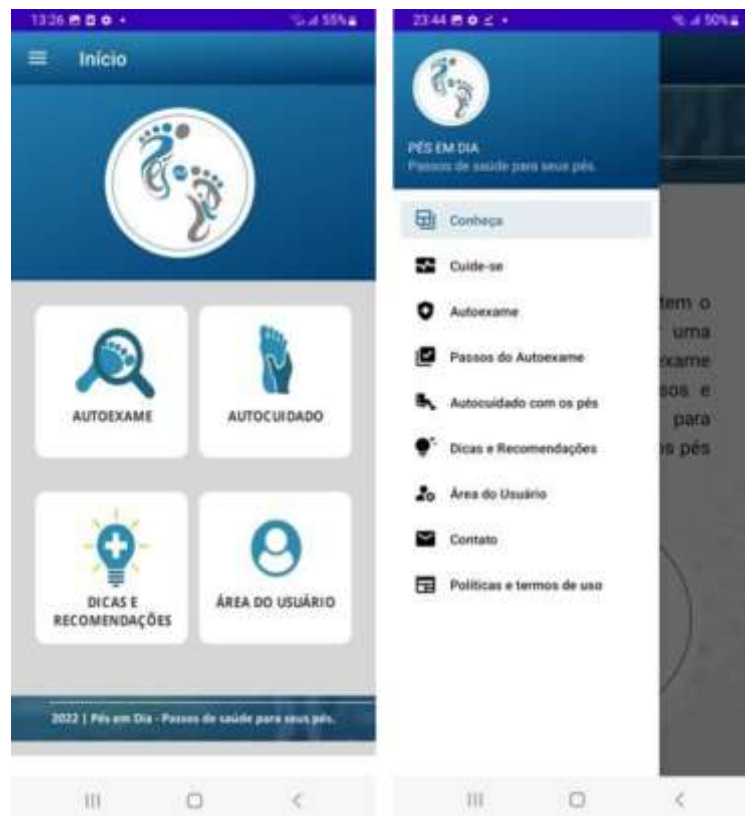 13:26
55%
Início
AUTOEXAME
AUTOCUIDADO
DICAS E
RECOMENDAÇÕES
ÁREA DO USUÁRIO
2022 | Pés em Dia - Passos de saúde para seus pés.
23:44
50%
PÉS EM DIA
Passos de saúde para seus pés.
Conheça
Cuide-se
Autoexame
Passos do Autoexame
Autocuidado com os pés
Dicas e Recomendações
Área do Usuário
Contato
Políticas e termos de uso
tem o
uma
exame
sos e
para
os pés